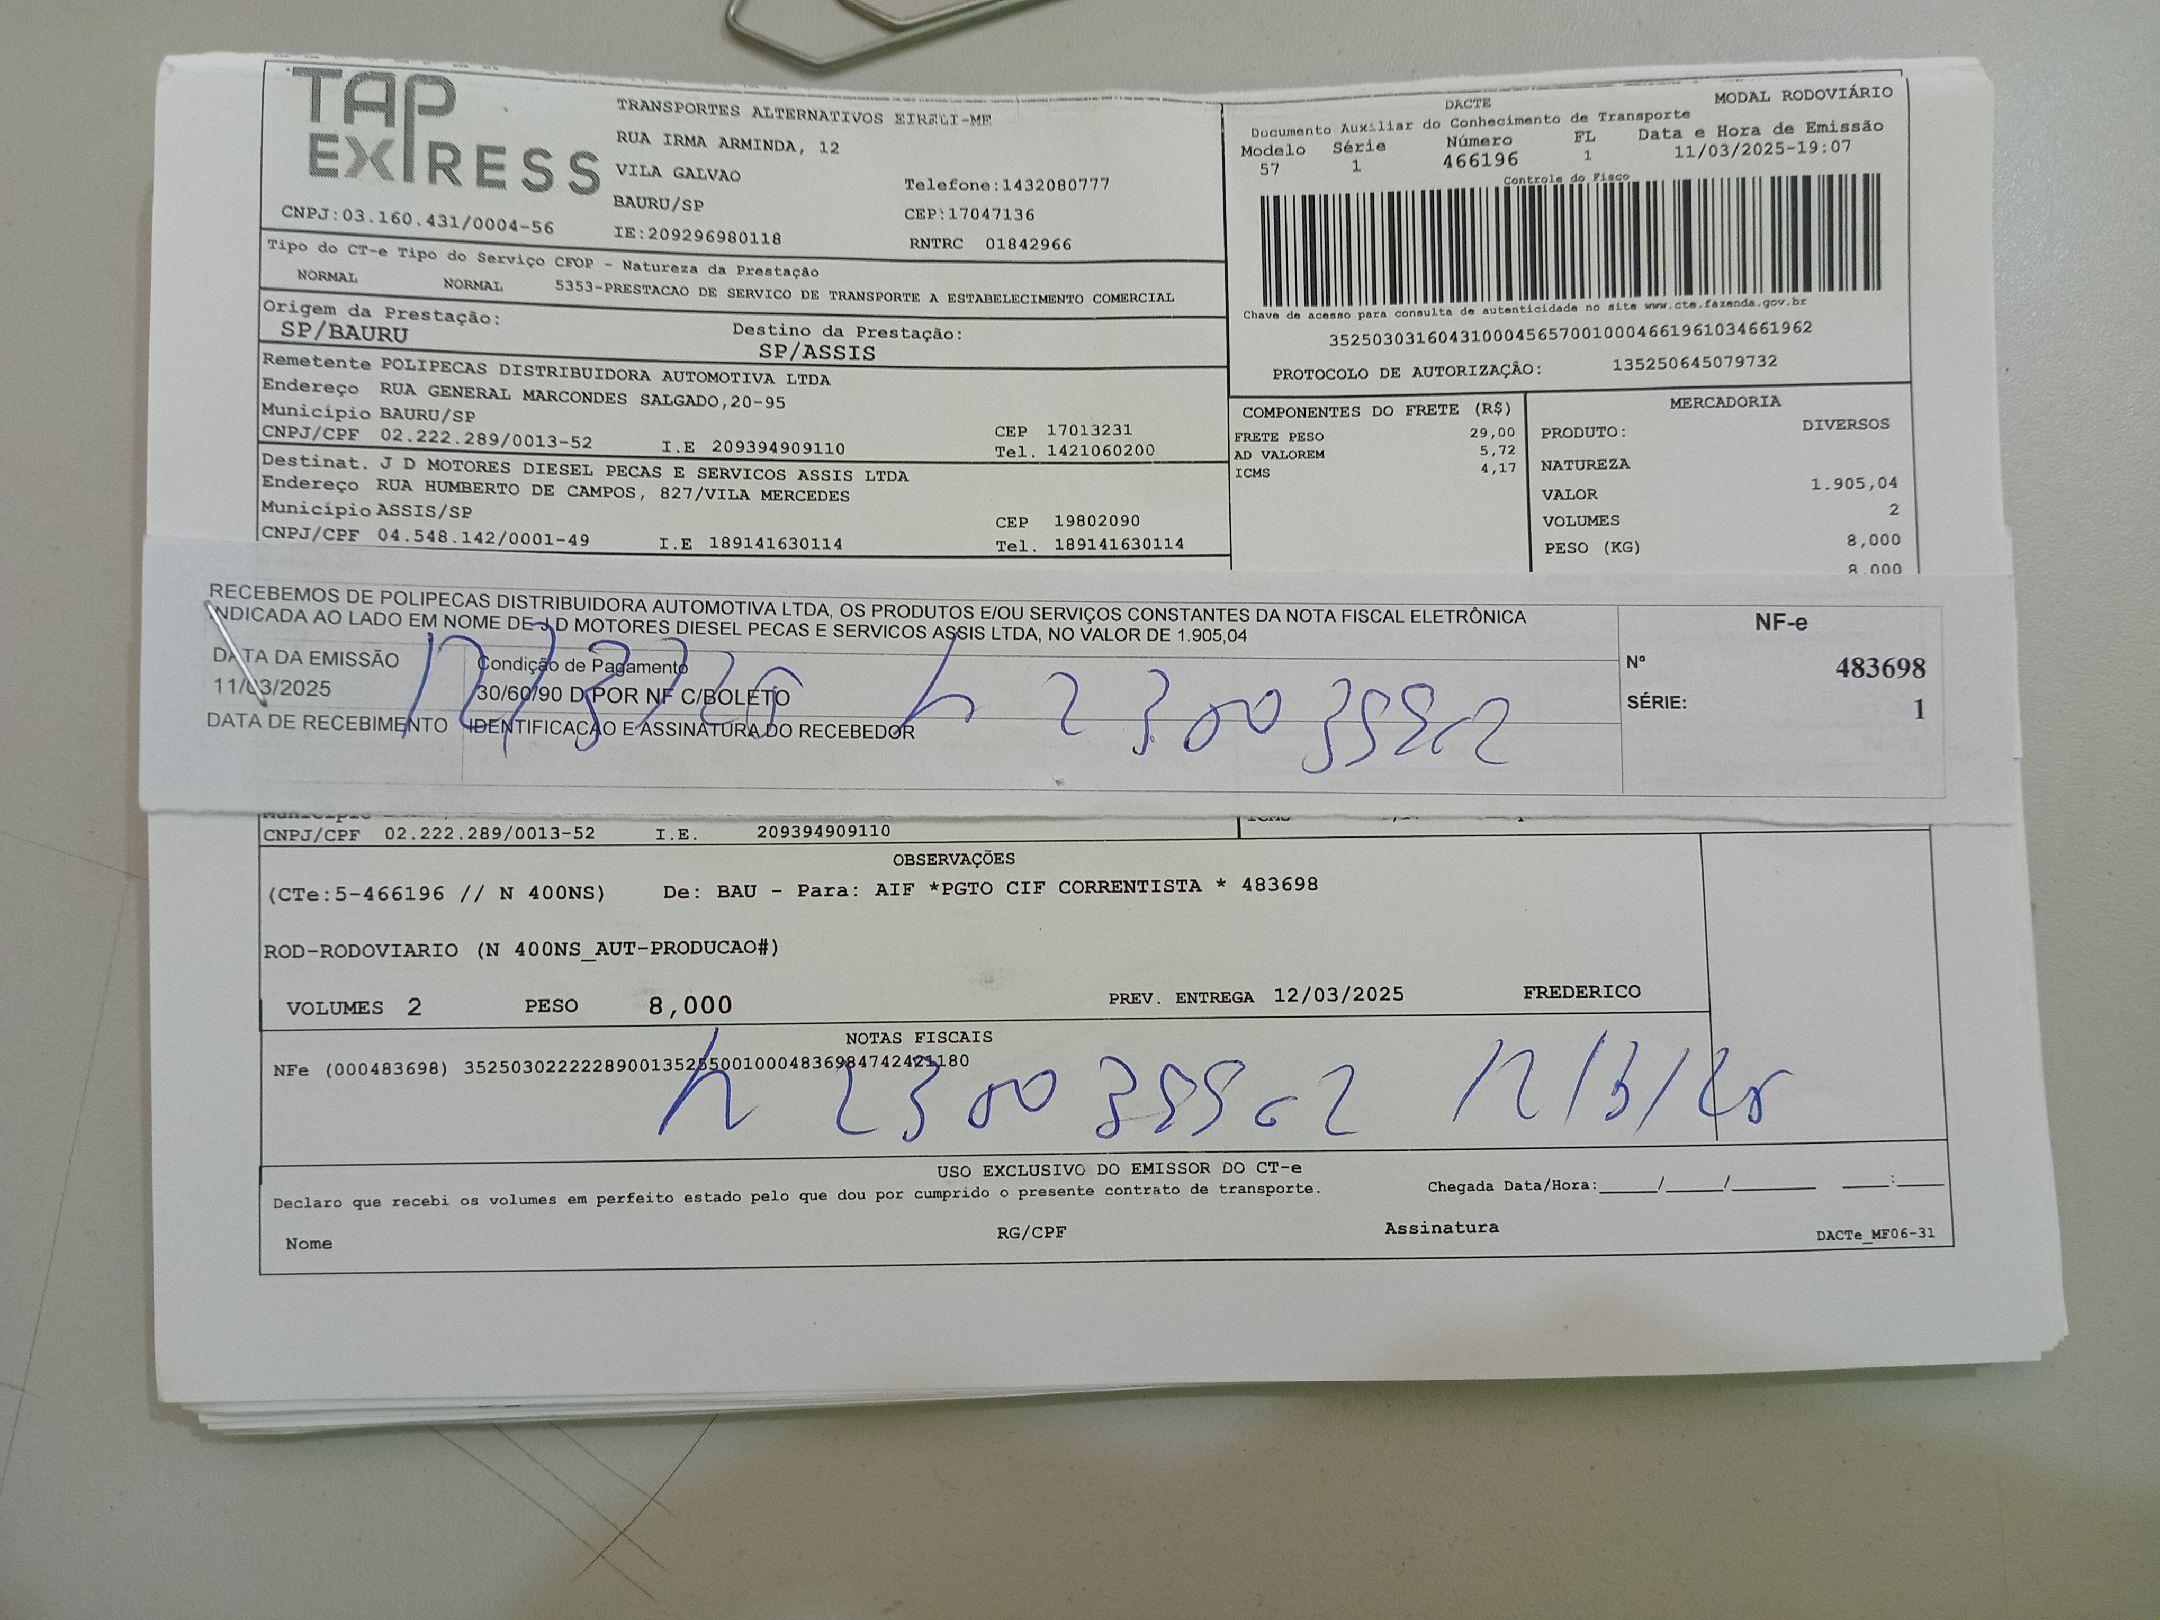 TAP EXPRESS
TRANSPORTES ALTERNATIVOS EIRELI-ME
RUA IRMA ARMINDA, 12
VILA GALVAO
BAURU/SP
Telefone:1432080777
CEP:17047136
CNPJ:03.160.431/0004-56
IE:209296980118
RNTRC 01842966
DACTE
MODAL RODOVIÁRIO
Documento Auxiliar do Conhecimento de Transporte
Modelo Série Número FL Data e Hora de Emissão
57 1 466196 1 11/03/2025-19:07
Controle do Fisco
Chave de acesso para consulta de autenticidade no site www.cte.fazenda.gov.br
35250303160431000456570010004661961034661962
PROTOCOLO DE AUTORIZAÇÃO: 135250645079732
Tipo do CT-e Tipo do Serviço CFOP - Natureza da Prestação
NORMAL NORMAL 5353-PRESTACAO DE SERVICO DE TRANSPORTE A ESTABELECIMENTO COMERCIAL
Origem da Prestação: Destino da Prestação:
SP/BAURU SP/ASSIS
Remetente POLIPECAS DISTRIBUIDORA AUTOMOTIVA LTDA
Endereço RUA GENERAL MARCONDES SALGADO,20-95
Município BAURU/SP CEP 17013231
CNPJ/CPF 02.222.289/0013-52 I.E 209394909110 Tel. 1421060200
Destinat. J D MOTORES DIESEL PECAS E SERVICOS ASSIS LTDA
Endereço RUA HUMBERTO DE CAMPOS, 827/VILA MERCEDES
Município ASSIS/SP CEP 19802090
CNPJ/CPF 04.548.142/0001-49 I.E 189141630114 Tel. 189141630114
COMPONENTES DO FRETE (R$)
FRETE PESO 29,00
AD VALOREM 5,72
ICMS 4,17
MERCADORIA
PRODUTO: DIVERSOS
NATUREZA
VALOR 1.905,04
VOLUMES 2
PESO (KG) 8,000
8,000
RECEBEMOS DE POLIPECAS DISTRIBUIDORA AUTOMOTIVA LTDA, OS PRODUTOS E/OU SERVIÇOS CONSTANTES DA NOTA FISCAL ELETRÔNICA
INDICADA AO LADO EM NOME DE J D MOTORES DIESEL PECAS E SERVICOS ASSIS LTDA, NO VALOR DE 1.905,04
DATA DA EMISSÃO Condição de Pagamento
11/03/2025 30/60/90 D POR NF C/BOLETO
DATA DE RECEBIMENTO IDENTIFICACAO E ASSINATURA DO RECEBEDOR
NF-e
Nº 483698
SÉRIE: 1
CNPJ/CPF 02.222.289/0013-52 I.E. 209394909110
OBSERVAÇÕES
(CTe:5-466196 // N 400NS) De: BAU - Para: AIF *PGTO CIF CORRENTISTA * 483698
ROD-RODOVIARIO (N 400NS_AUT-PRODUCAO#)
VOLUMES 2 PESO 8,000 PREV. ENTREGA 12/03/2025 FREDERICO
NOTAS FISCAIS
NFe (000483698)
12/3/25
USO EXCLUSIVO DO EMISSOR DO CT-e
Declaro que recebi os volumes em perfeito estado pelo que dou por cumprido o presente contrato de transporte. Chegada Data/Hora:____/____/______ ____:____
Nome RG/CPF Assinatura DACTe_MF06-31